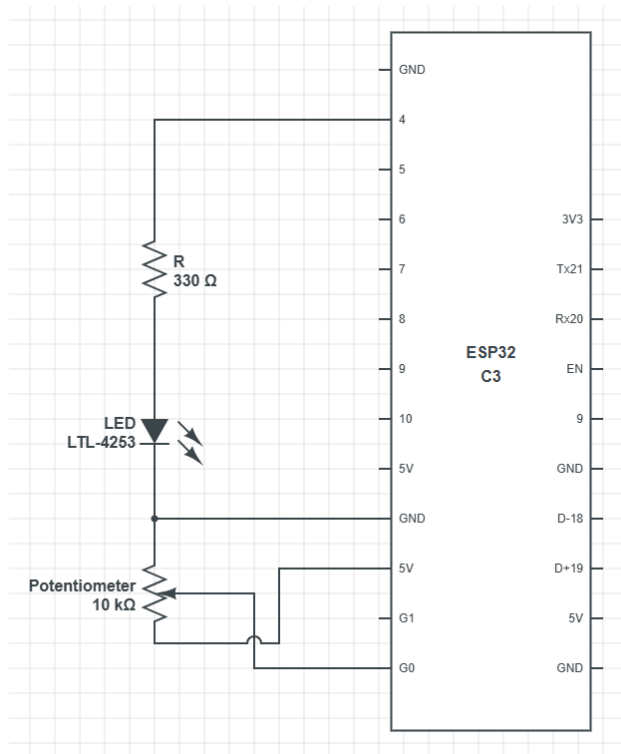 GND
4
5
6
7
8
9
10
5V
GND
5V
G1
G0
3V3
Tx21
Rx20
EN
9
GND
D-18
D+19
5V
GND
ESP32
C3
R
330 Ω
LED
LTL-4253
Potentiometer
10 kΩ